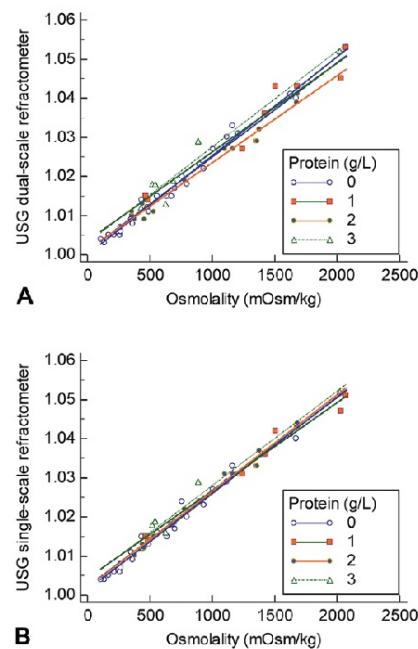 USG dual-scale refractometer
1.06
1.05
1.04
1.03
1.02
1.01
1.00
Protein (g/L)
0
1
2
3
0 500 1000 1500 2000 2500
A
Osmolality (mOsm/kg)
USG single-scale refractometer
1.06
1.05
1.04
1.03
1.02
1.01
1.00
Protein (g/L)
0
1
2
3
0 500 1000 1500 2000 2500
B
Osmolality (mOsm/kg)